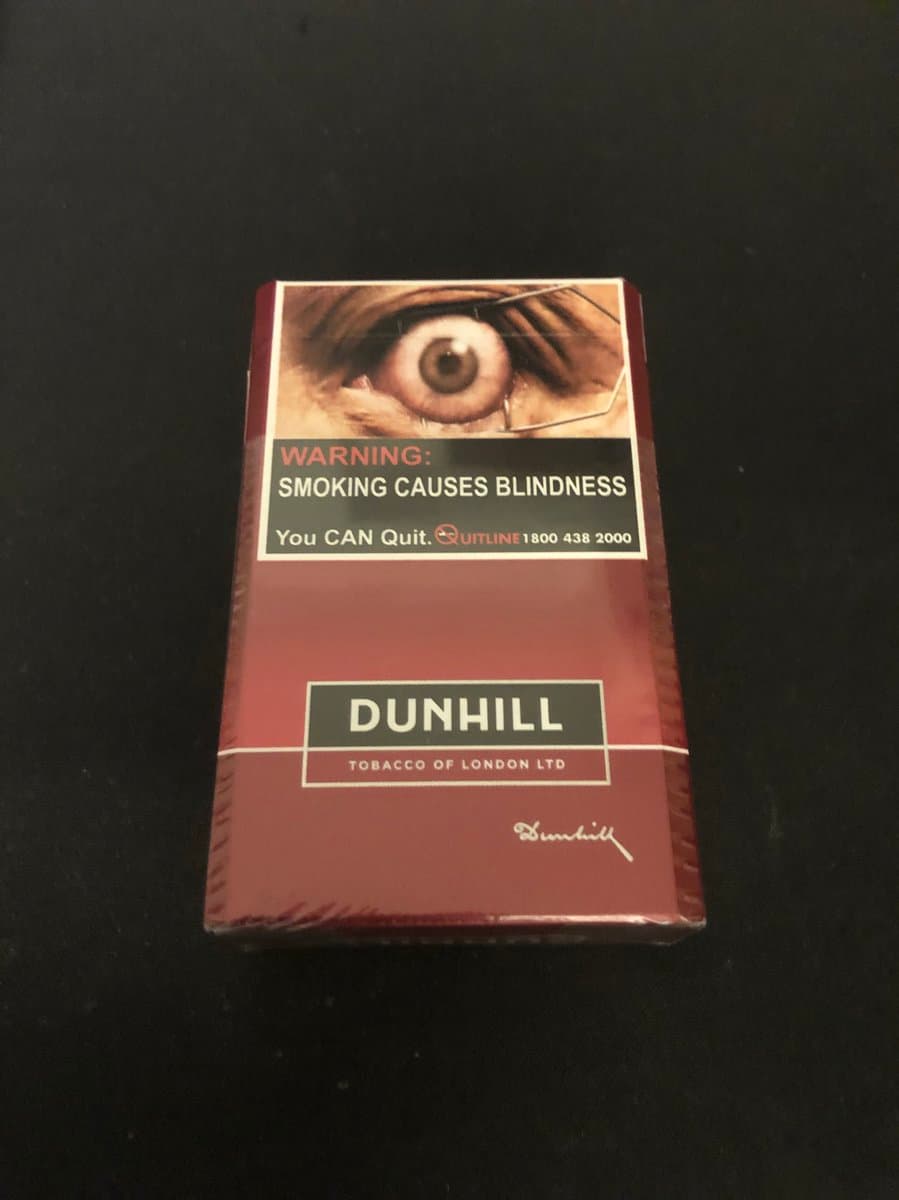 WARNING:
SMOKING CAUSES BLINDNESS
You CAN Quit. QUITLINE 1800 438 2000
DUNHILL
TOBACCO OF LONDON LTD
Dunhill